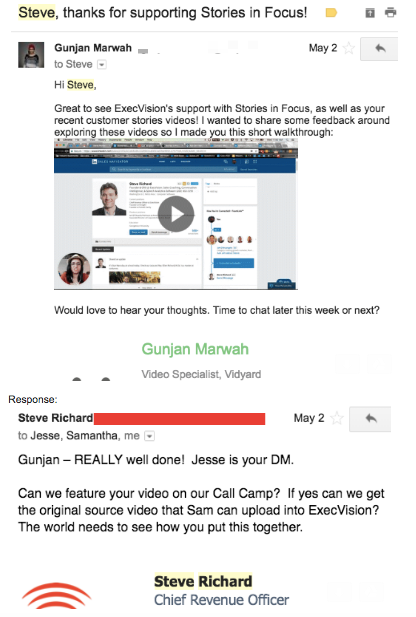 Steve, thanks for supporting Stories in Focus!
Gunjan Marwah
May 2
to Steve
Hi Steve,
Great to see ExecVision's support with Stories in Focus, as well as your
recent customer stories videos! I wanted to share some feedback around
exploring these videos so I made you this short walkthrough:
Steve Richard
Would love to hear your thoughts. Time to chat later this week or next?
Gunjan Marwah
Video Specialist, Vidyard
Response:
Steve Richard
May 2
to Jesse, Samantha, me
Gunjan – REALLY well done! Jesse is your DM.
Can we feature your video on our Call Camp? If yes can we get
the original source video that Sam can upload into ExecVision?
The world needs to see how you put this together.
Steve Richard
Chief Revenue Officer